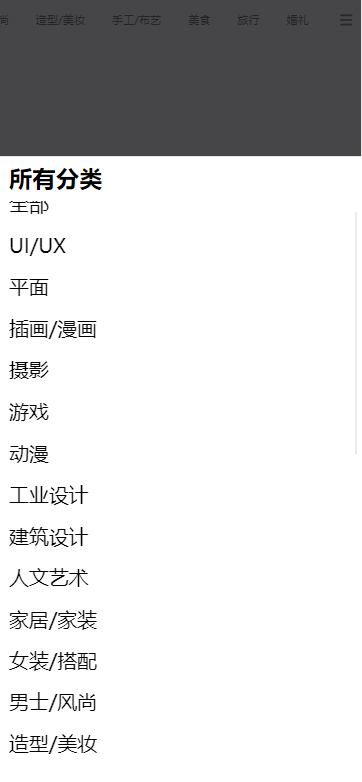 尚 造型/美妆 手工/布艺 美食 旅行 婚礼
所有分类
全部
UI/UX
平面
插画/漫画
摄影
游戏
动漫
工业设计
建筑设计
人文艺术
家居/家装
女装/搭配
男士/风尚
造型/美妆